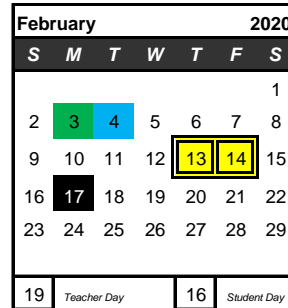 February 2020
S M T W T F S
1
2 3 4 5 6 7 8
9 10 11 12 13 14 15
16 17 18 19 20 21 22
23 24 25 26 27 28 29
19 Teacher Day 16 Student Day